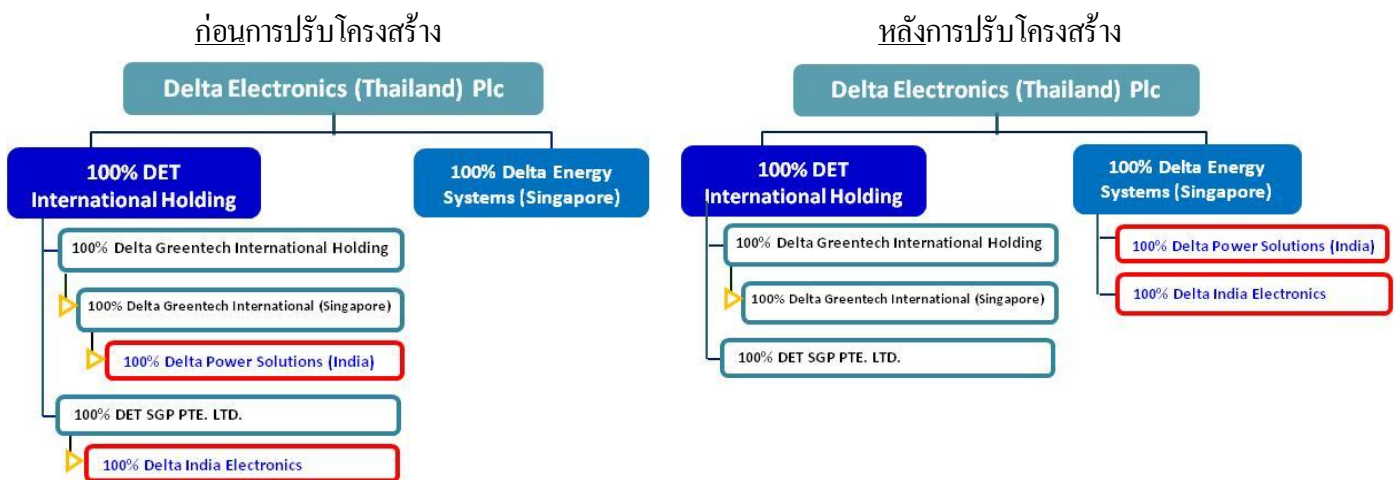 ก่อนการปรับโครงสร้าง
Delta Electronics (Thailand) Plc
100% DET
International Holding
100% Delta Energy
Systems (Singapore)
100% Delta Greentech International Holding
100% Delta Greentech International (Singapore)
100% Delta Power Solutions (India)
100% DET SGP PTE. LTD.
100% Delta India Electronics
หลังการปรับโครงสร้าง
Delta Electronics (Thailand) Plc
100% DET
International Holding
100% Delta Energy
Systems (Singapore)
100% Delta Greentech International Holding
100% Delta Greentech International (Singapore)
100% DET SGP PTE. LTD.
100% Delta Power Solutions (India)
100% Delta India Electronics